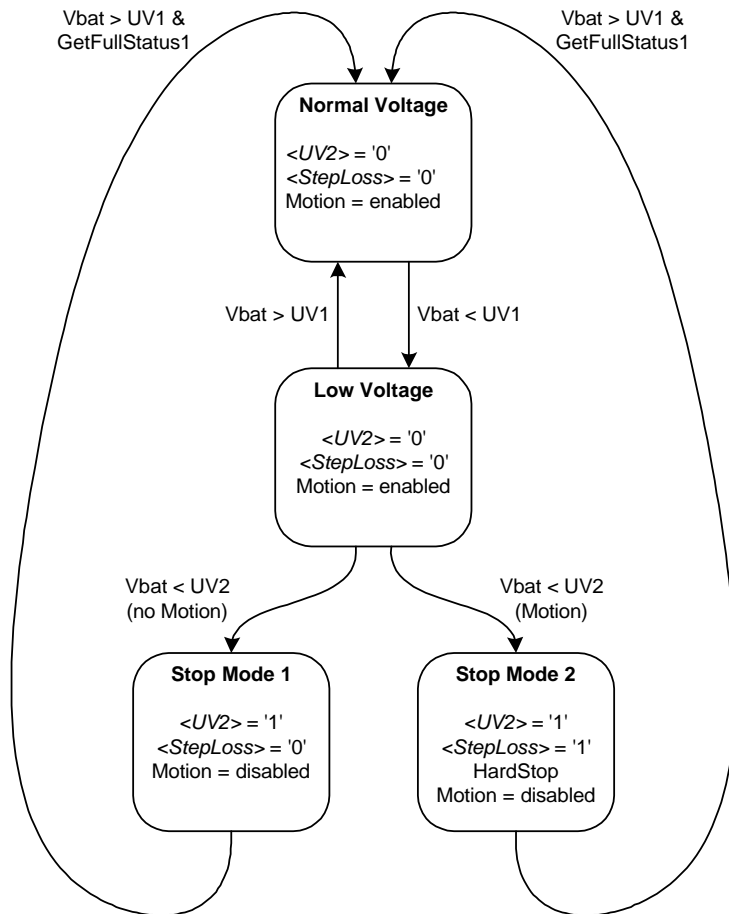 Vbat > UV1 &
GetFullStatus1
Vbat > UV1 &
GetFullStatus1
Normal Voltage
<UV2> = '0'
<StepLoss> = '0'
Motion = enabled
Vbat > UV1
Vbat < UV1
Low Voltage
<UV2> = '0'
<StepLoss> = '0'
Motion = enabled
Vbat < UV2
(no Motion)
Vbat < UV2
(Motion)
Stop Mode 1
<UV2> = '1'
<StepLoss> = '0'
Motion = disabled
Stop Mode 2
<UV2> = '1'
<StepLoss> = '1'
HardStop
Motion = disabled